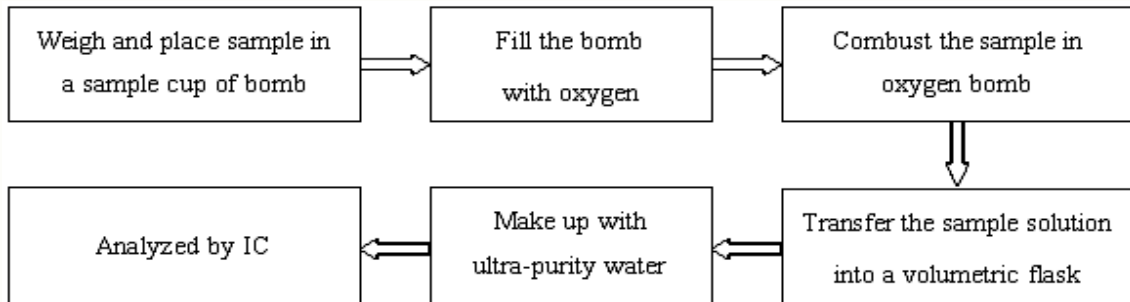 Weigh and place sample in
a sample cup of bomb
Fill the bomb
with oxygen
Combust the sample in
oxygen bomb
Transfer the sample solution
into a volumetric flask
Make up with
ultra-purity water
Analyzed by IC